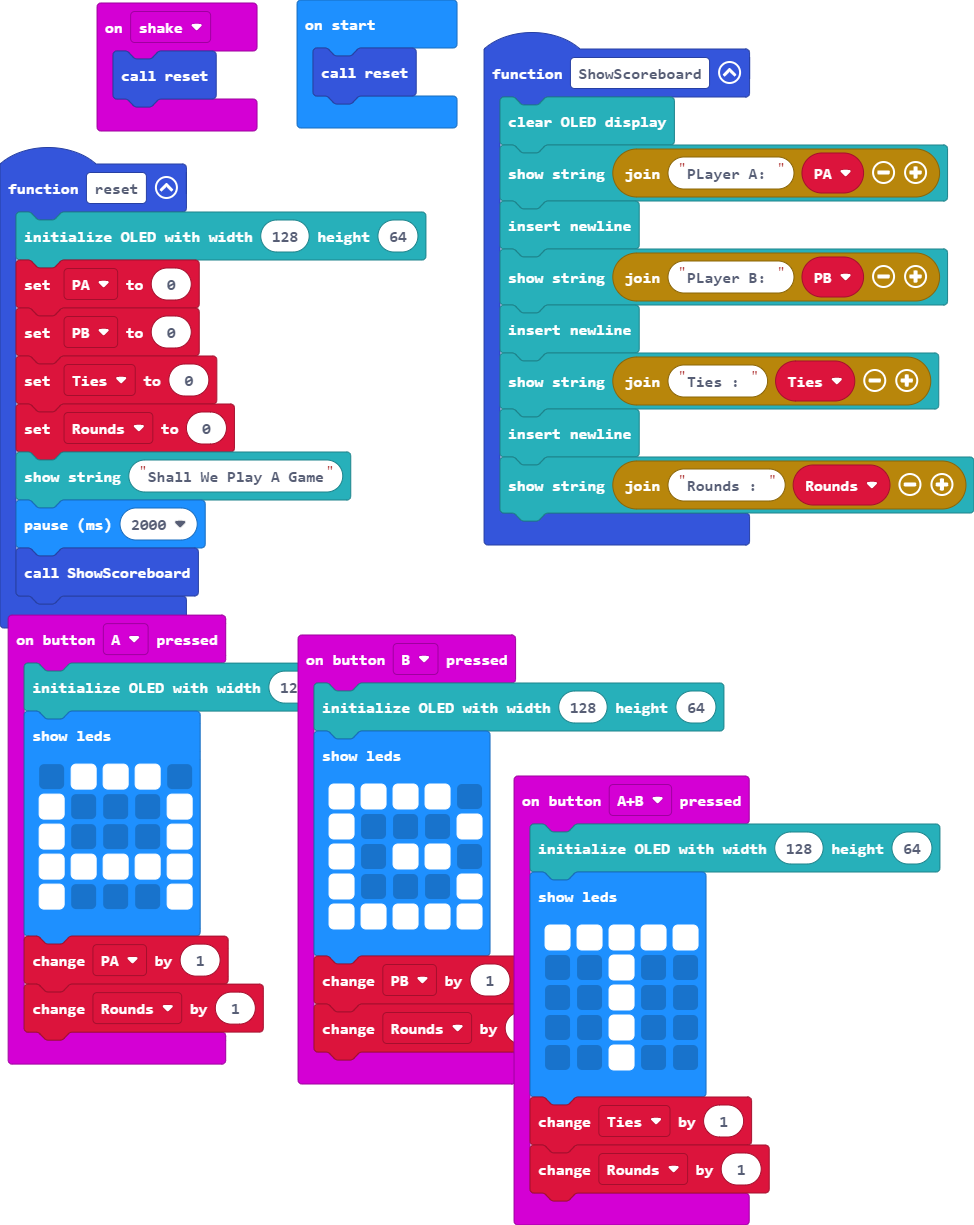 on shake
call reset
on start
call reset
function ShowScoreboard
clear OLED display
show string join "PLayer A: " PA
insert newline
show string join "Player B: " PB
insert newline
show string join "Ties : " Ties
insert newline
show string join "Rounds : " Rounds
function reset
initialize OLED with width 128 height 64
set PA to 0
set PB to 0
set Ties to 0
set Rounds to 0
show string "Shall We Play A Game"
pause (ms) 2000
call ShowScoreboard
on button A pressed
initialize OLED with width 12
show leds
change PA by 1
change Rounds by 1
on button B pressed
initialize OLED with width 128 height 64
show leds
change PB by 1
change Rounds by
on button A+B pressed
initialize OLED with width 128 height 64
show leds
change Ties by 1
change Rounds by 1